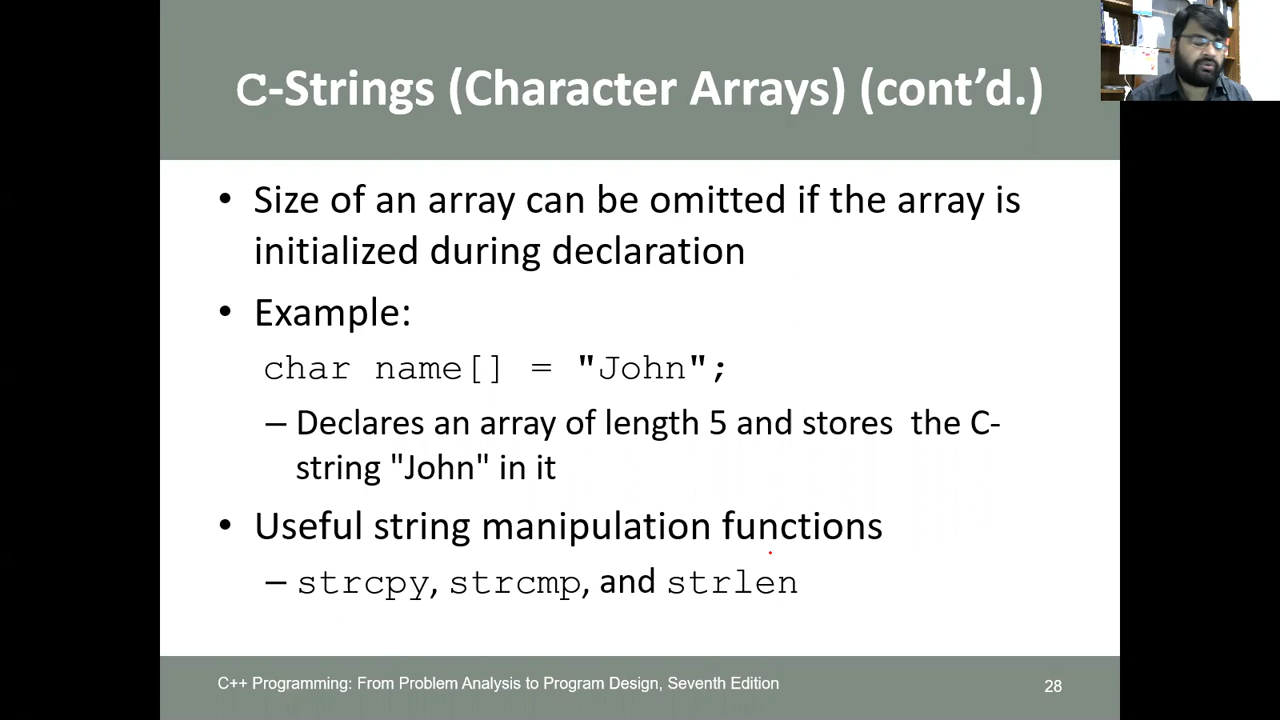 C-Strings (Character Arrays) (cont’d.)
• Size of an array can be omitted if the array is
initialized during declaration
• Example:
char name[] = "John";
– Declares an array of length 5 and stores  the C-
string "John" in it
• Useful string manipulation functions
– strcpy, strcmp, and strlen
C++ Programming: From Problem Analysis to Program Design, Seventh Edition
28